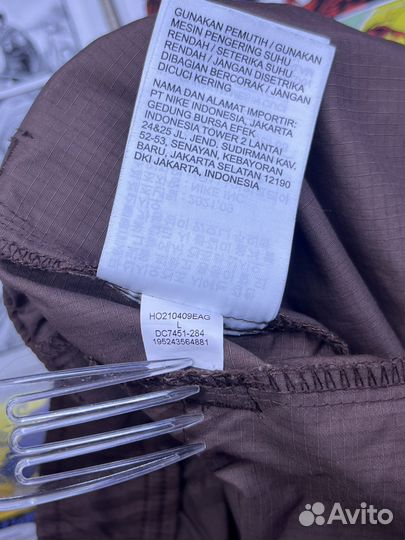 GUNAKAN PEMUTIH / GUNAKAN
MESIN PENGERING SUHU
RENDAH / SETERIKA SUHU
RENDAH / JANGAN DISETRIKA
DIBAGIAN BERCORAK / JANGAN
DICUCI KERING
NAMA DAN ALAMAT IMPORTIR:
PT NIKE INDONESIA, JAKARTA
GEDUNG BURSA EFEK
INDONESIA TOWER 2 LANTAI
24&25 JL. JEND. SUDIRMAN KAV.
52-53, SENAYAN, KEBAYORAN
BARU, JAKARTA SELATAN 12190
DKI JAKARTA, INDONESIA
HO210409EAG
L
DC7451-284
195243564881
Avito